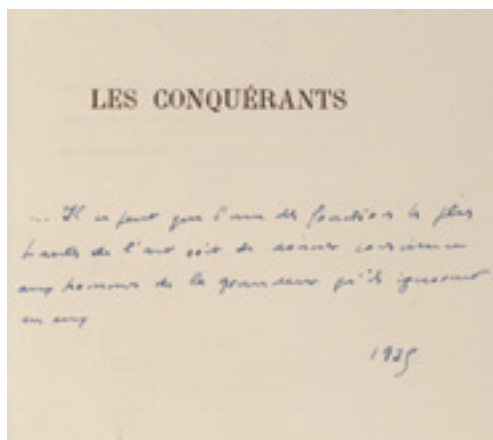 LES CONQUÉRANTS
... Il se peut que l'une des fonctions les plus
hautes de l'art soit de donner conscience
aux hommes de la grandeur qu'ils ignorent
en eux
1935